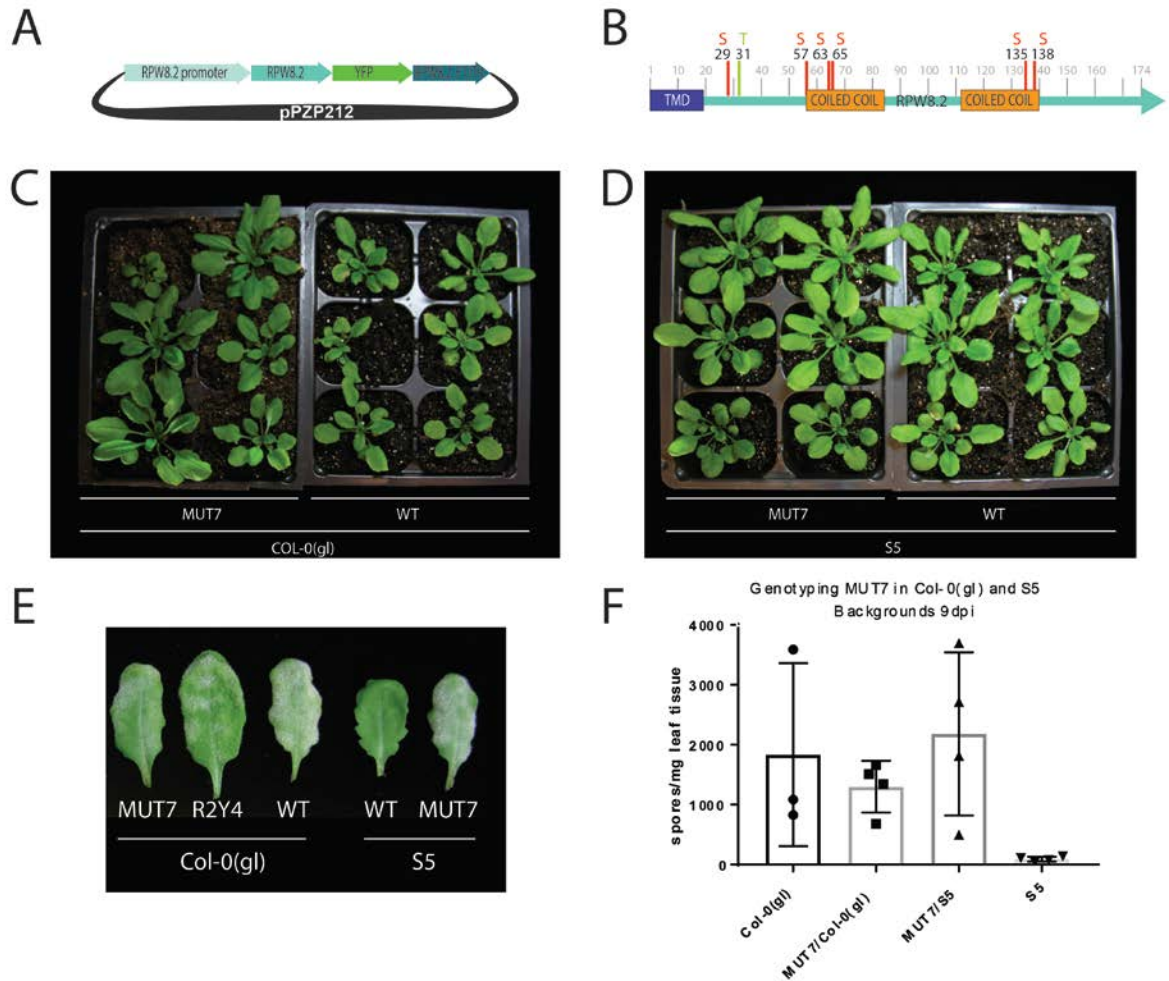 A
RPW8.2 promoter RPW8.2 YFP
pPZP212
B
S T S S S S S
29 31 57 63 65 135 138
1 10 20 30 40 50 60 70 80 90 100 110 120 130 140 150 160 174
TMD COILED COIL RPW8.2 COILED COIL
C
MUT7 WT
COL-0(gl)
D
MUT7 WT
S5
E
MUT7 R2Y4 WT WT MUT7
Col-0(gl) S5
F
Genotyping MUT7 in Col-0(gl) and S5
Backgrounds 9dpi
spores/mg leaf tissue
4000
3000
2000
1000
0
Col-0(gl) MUT7/Col-0(gl) MUT7/S5 S5